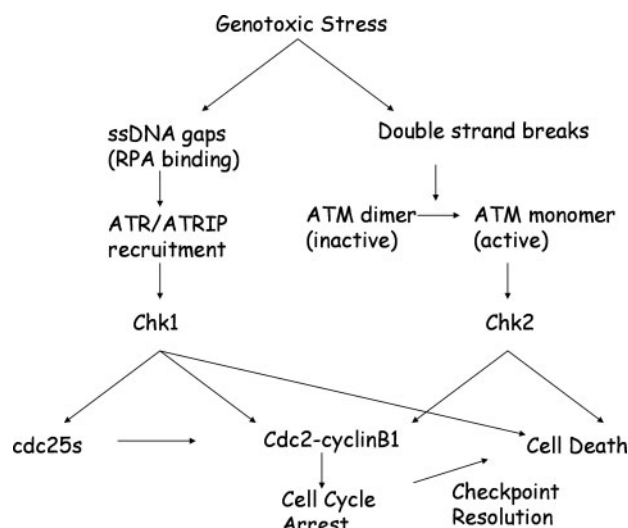 Genotoxic Stress
ssDNA gaps
(RPA binding)
Double strand breaks
ATR/ATRIP
recruitment
ATM dimer
(inactive)
ATM monomer
(active)
Chk1
Chk2
cdc25s
Cdc2-cyclinB1
Cell Death
Cell Cycle
Arrest
Checkpoint
Resolution